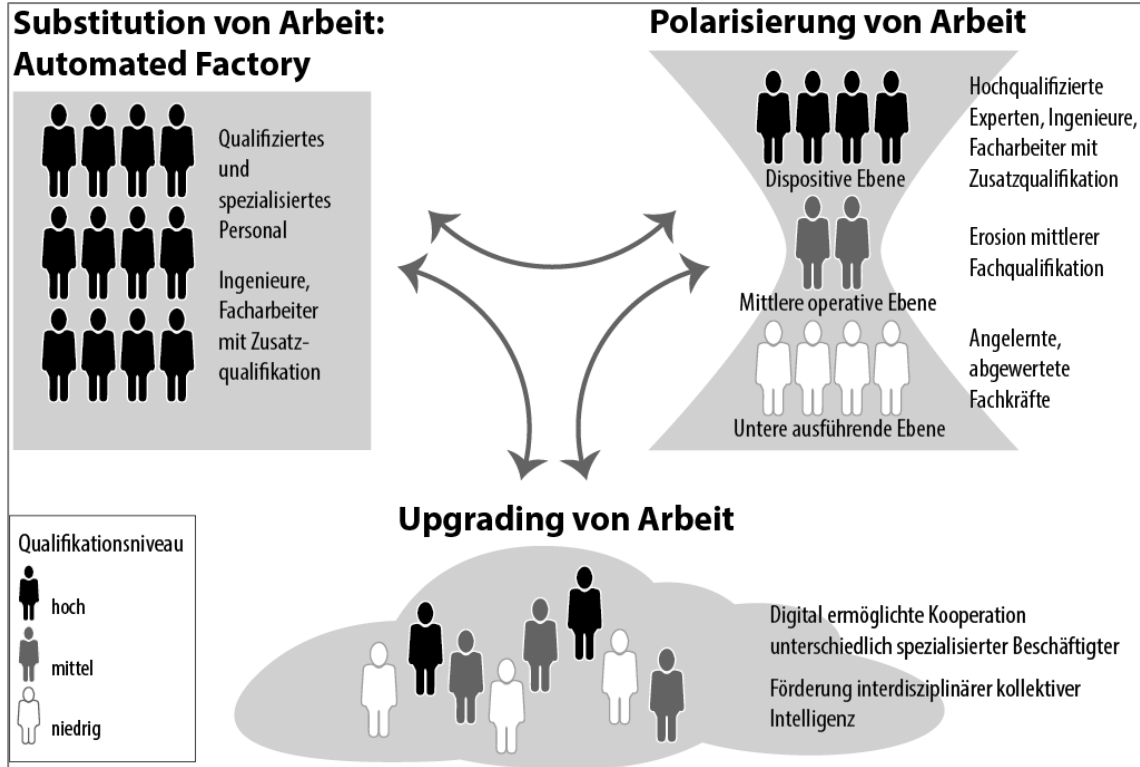 Substitution von Arbeit:
Automated Factory
Qualifiziertes
und
spezialisiertes
Personal
Ingenieure,
Facharbeiter
mit Zusatz-
qualifikation
Polarisierung von Arbeit
Dispositive Ebene
Hochqualifizierte
Experten, Ingenieure,
Facharbeiter mit
Zusatzqualifikation
Mittlere operative Ebene
Erosion mittlerer
Fachqualifikation
Untere ausführende Ebene
Angelernte,
abgewertete
Fachkräfte
Upgrading von Arbeit
Digital ermöglichte Kooperation
unterschiedlich spezialisierter Beschäftigter
Förderung interdisziplinärer kollektiver
Intelligenz
Qualifikationsniveau
hoch
mittel
niedrig